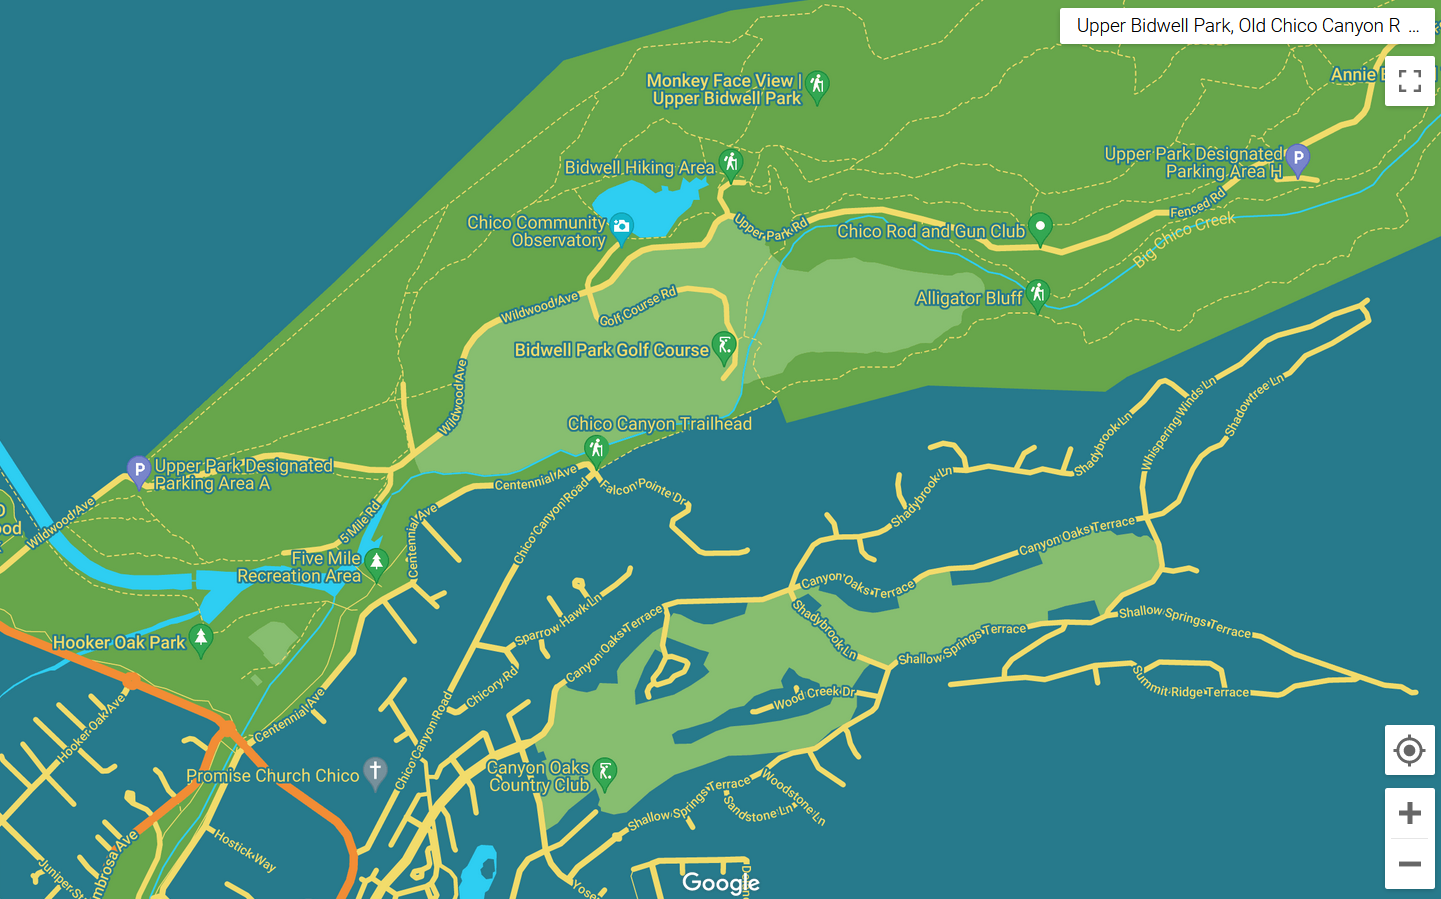 Upper Bidwell Park, Old Chico Canyon R ...
Monkey Face View |
Upper Bidwell Park
Annie
Bidwell Hiking Area
Upper Park Designated
Parking Area H
Fenced Rd
Big Chico Creek
Chico Community
Observatory
Upper Park Rd
Chico Rod and Gun Club
Alligator Bluff
Wildwood Ave
Golf Course Rd
Bidwell Park Golf Course
Wildwood Ave
Chico Canyon Trailhead
Upper Park Designated
Parking Area A
Wildwood Ave
5 Mile Rd
Centennial Ave
Centennial Ave
Chico Canyon Road
Falcon Pointe Dr
Shadybrook Ln
Shadybrook Ln
Whispering Winds Ln
Shadowtree Ln
Canyon Oaks Terrace
Five Mile
Recreation Area
Hooker Oak Park
Sparrow Hawk Ln
Canyon Oaks Terrace
Canyon Oaks Terrace
Shadybrook Ln
Shallow Springs Terrace
Shallow Springs Terrace
Summit Ridge Terrace
Chicory Rd
Wood Creek Dr
Hooker Oak Ave
Centennial Ave
Chico Canyon Road
Promise Church Chico
Canyon Oaks
Country Club
Shallow Springs Terrace
Woodstone Ln
Sandstone Ln
Hostick Way
Juniper St
mbrosa Ave
Yosem
Google